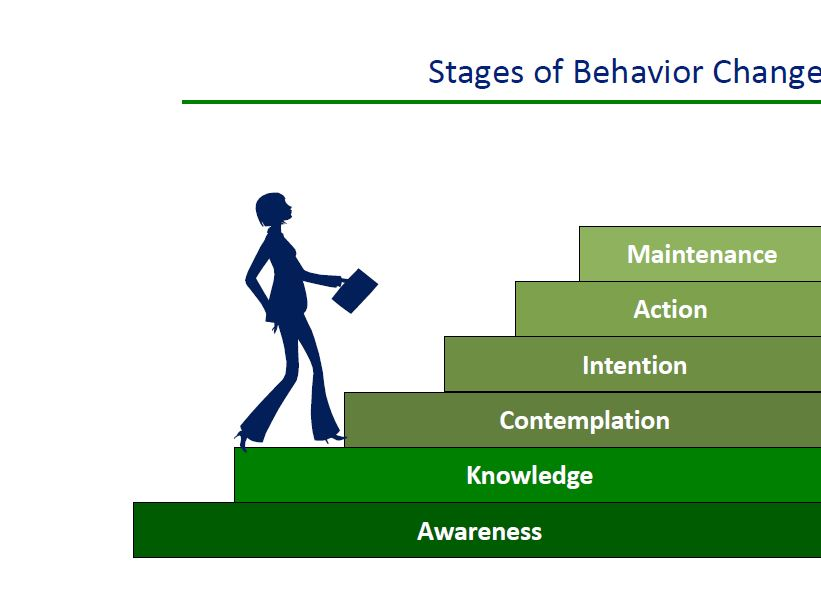 Stages of Behavior Change
Maintenance
Action
Intention
Contemplation
Knowledge
Awareness